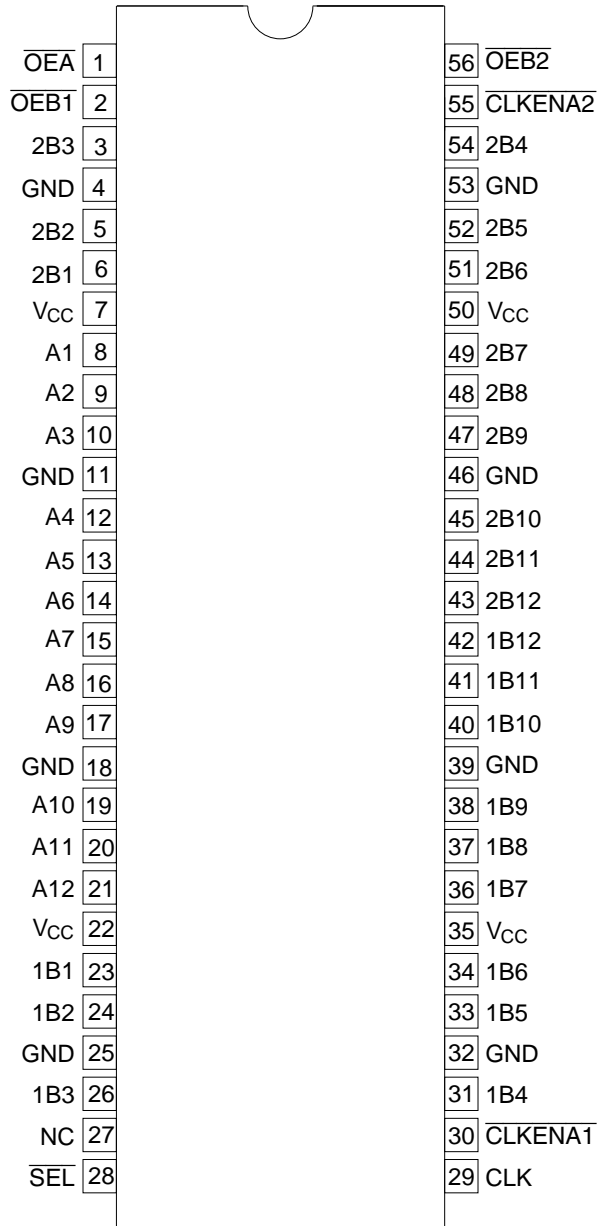 OEA 1 56 OEB2
OEB1 2 55 CLKENA2
2B3 3 54 2B4
GND 4 53 GND
2B2 5 52 2B5
2B1 6 51 2B6
VCC 7 50 VCC
A1 8 49 2B7
A2 9 48 2B8
A3 10 47 2B9
GND 11 46 GND
A4 12 45 2B10
A5 13 44 2B11
A6 14 43 2B12
A7 15 42 1B12
A8 16 41 1B11
A9 17 40 1B10
GND 18 39 GND
A10 19 38 1B9
A11 20 37 1B8
A12 21 36 1B7
VCC 22 35 VCC
1B1 23 34 1B6
1B2 24 33 1B5
GND 25 32 GND
1B3 26 31 1B4
NC 27 30 CLKENA1
SEL 28 29 CLK